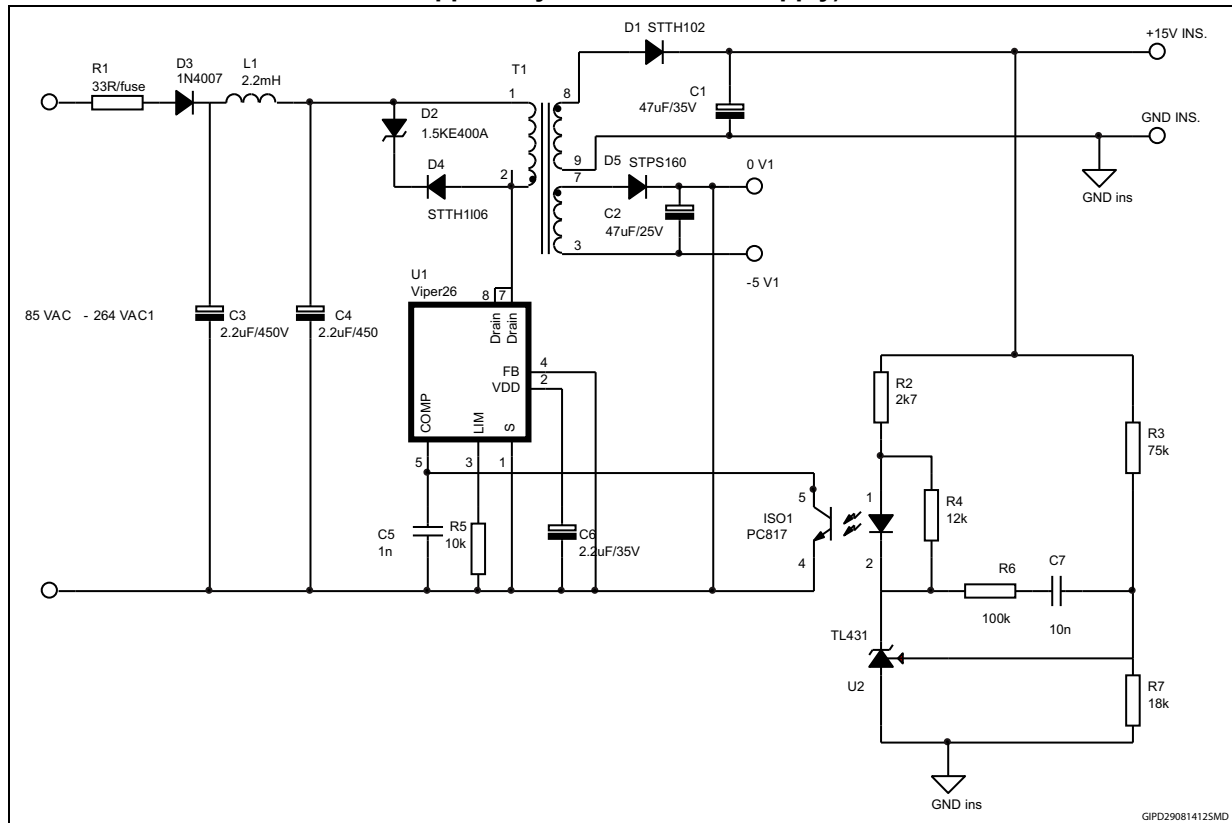 D1 STTH102
+15V INS.
R1
33R/fuse
D3
1N4007
L1
2.2mH
T1
1
8
C1
47uF/35V
D2
1.5KE400A
GND INS.
9
D4
2
7
D5 STPS160
0 V1
GND ins
STTH1I06
C2
47uF/25V
3
-5 V1
U1
Viper26
8 7
Drain
Drain
85 VAC - 264 VAC1
C3
2.2uF/450V
C4
2.2uF/450
FB
4
VDD
2
COMP
LIM
S
R2
2k7
R3
75k
5
3
1
5
1
R4
12k
ISO1
PC817
C5
1n
R5
10k
C6
2.2uF/35V
4
2
R6
C7
100k
10n
TL431
U2
R7
18k
GND ins
GIPD29081412SMD